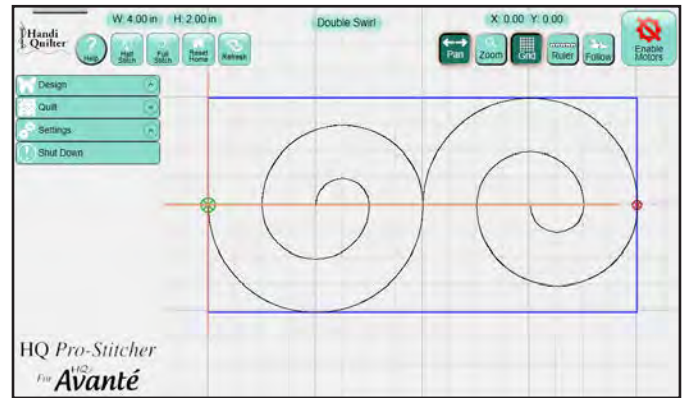 W: 4.00 in H: 2.00 in
Double Swirl
X: 0.00 Y: 0.00
Handi
Quilter
?
Help
Half
Stitch
Full
Stitch
Reset
Home
Refresh
Pan
Zoom
Grid
Ruler
Follow
Enable
Motors
Design
Quilt
Settings
Shut Down
HQ Pro-Stitcher
For HQ Avanté